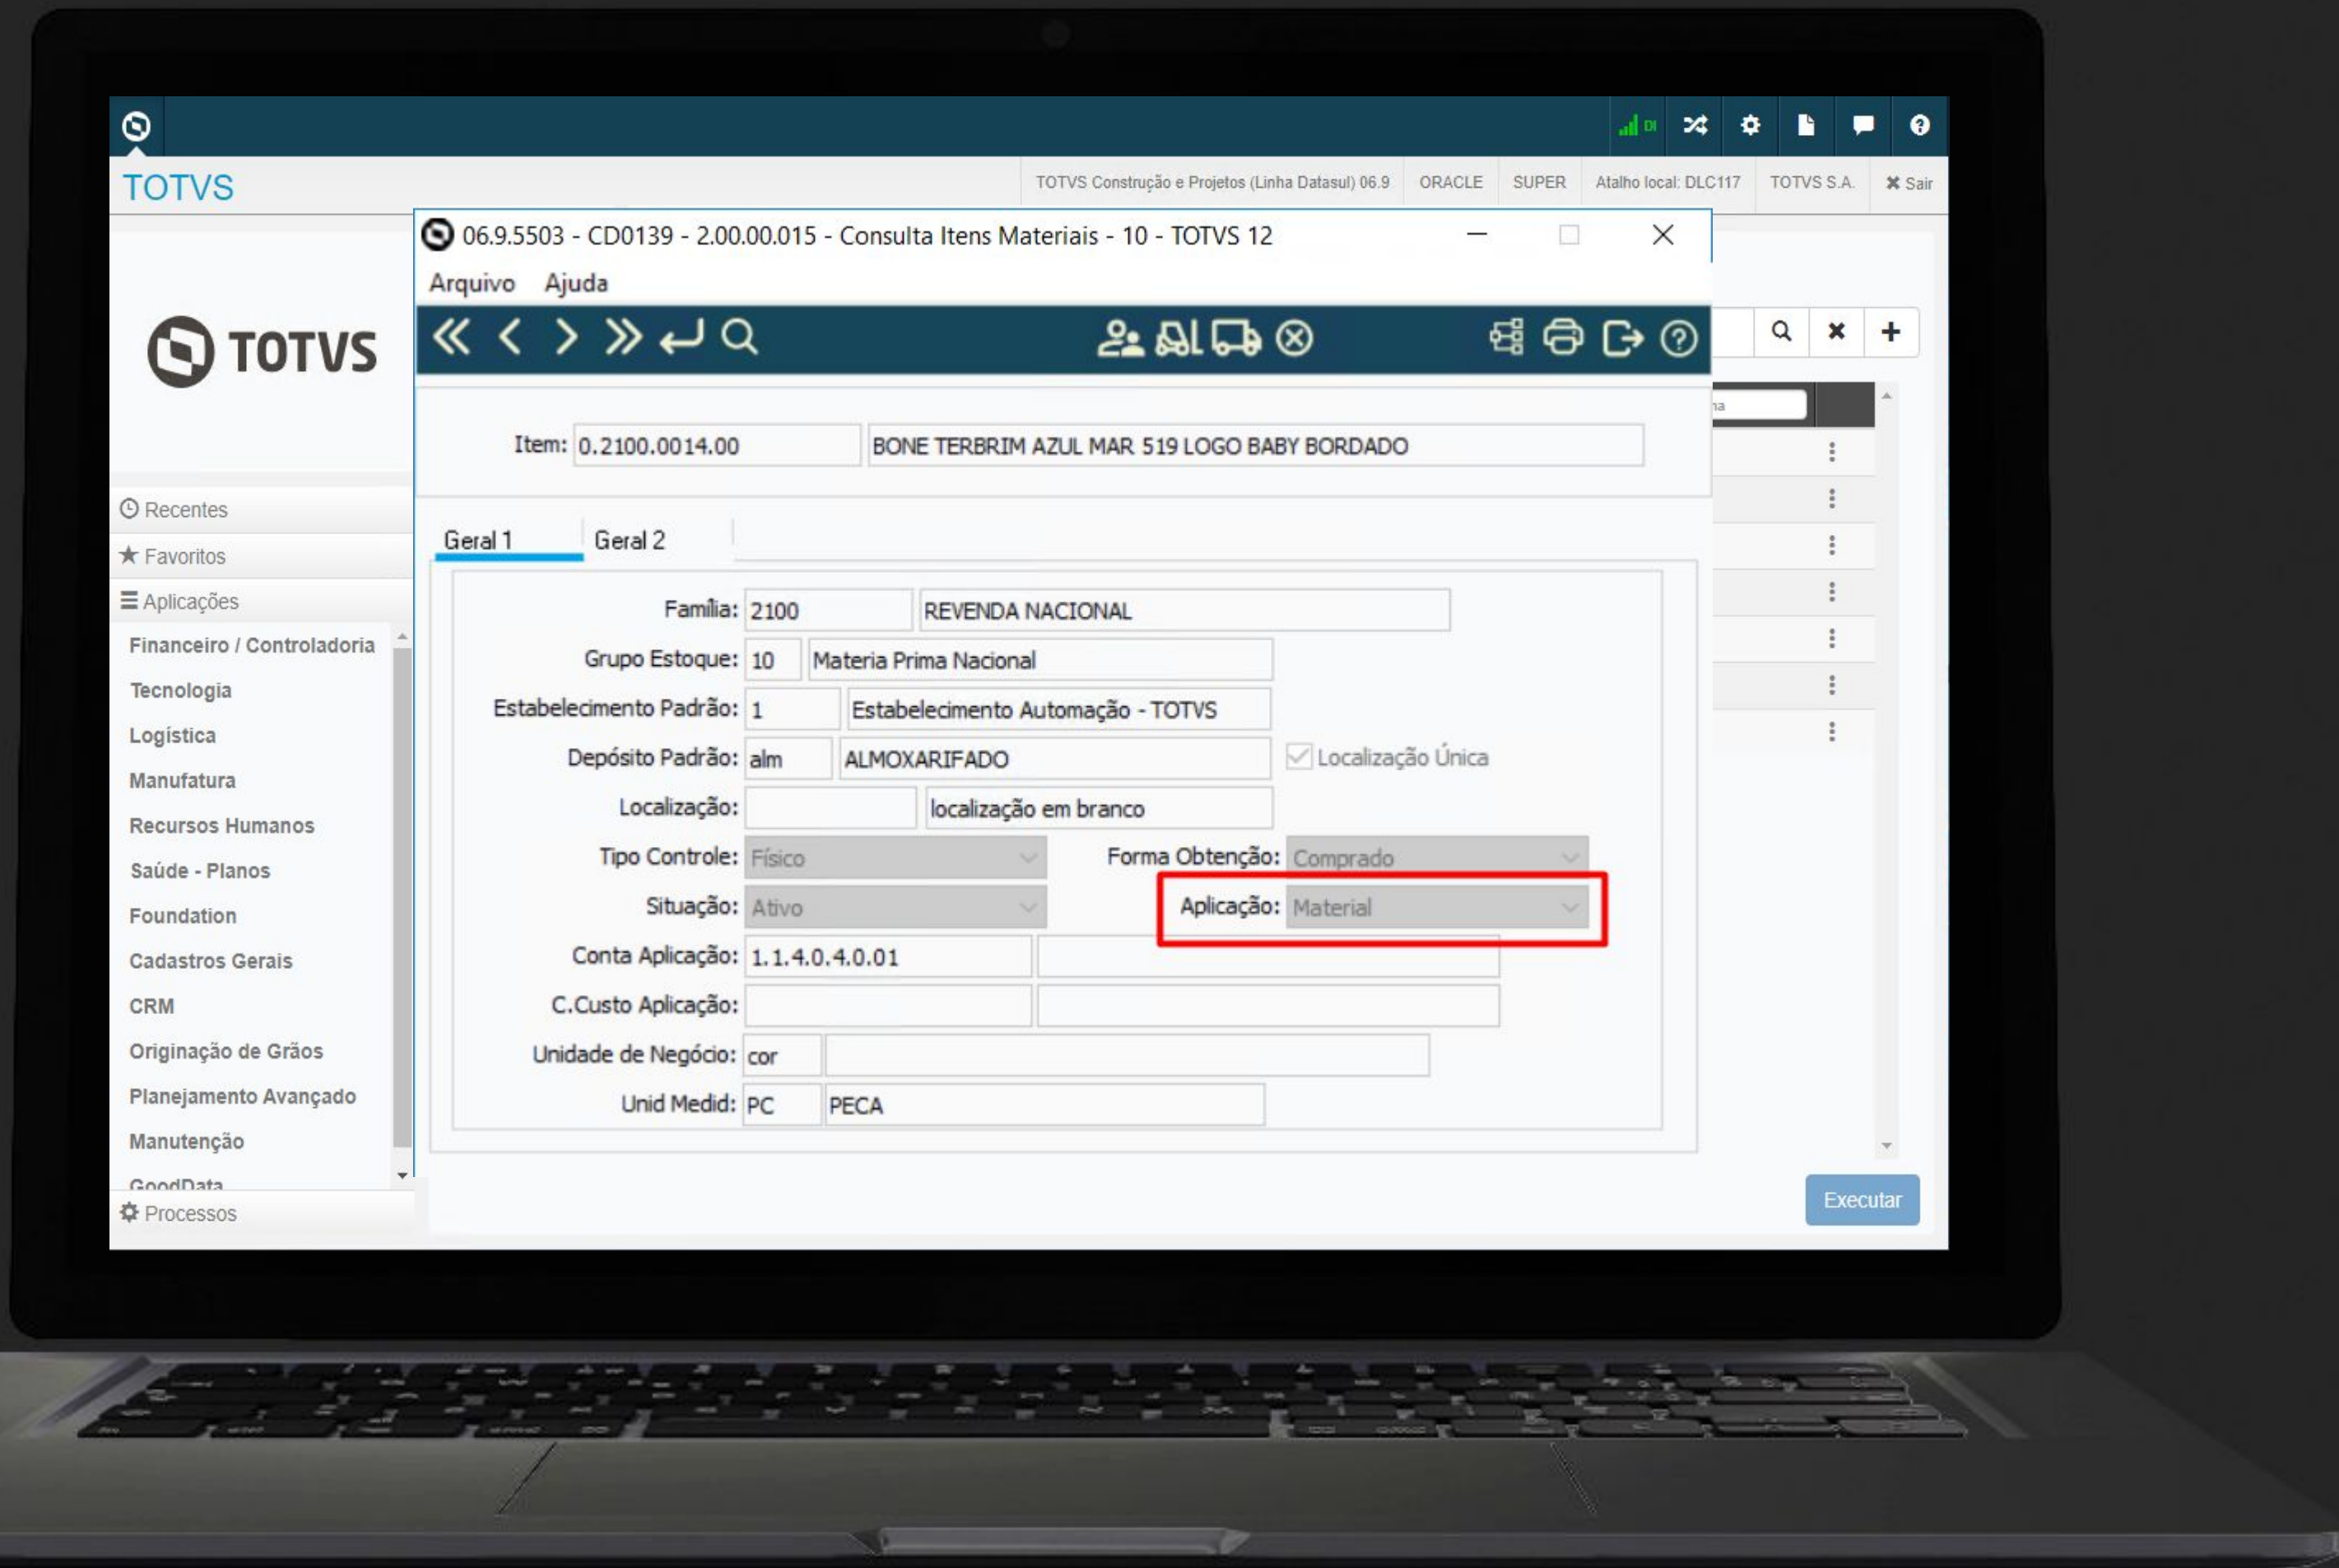 DI
TOTVS
TOTVS Construção e Projetos (Linha Datasul) 06.9 ORACLE SUPER Atalho local: DLC117 TOTVS S.A. Sair
06.9.5503 - CD0139 - 2.00.00.015 - Consulta Itens Materiais - 10 - TOTVS 12
Arquivo Ajuda
TOTVS
Item: 0.2100.0014.00 BONE TERBRIM AZUL MAR 519 LOGO BABY BORDADO
Recentes
Favoritos
Aplicações
Financeiro / Controladoria
Tecnologia
Logística
Manufatura
Recursos Humanos
Saúde - Planos
Foundation
Cadastros Gerais
CRM
Originação de Grãos
Planejamento Avançado
Manutenção
GoodData
Processos
Geral 1 Geral 2
Família: 2100 REVENDA NACIONAL
Grupo Estoque: 10 Materia Prima Nacional
Estabelecimento Padrão: 1 Estabelecimento Automação - TOTVS
Depósito Padrão: alm ALMOXARIFADO Localização Única
Localização: localização em branco
Tipo Controle: Físico Forma Obtenção: Comprado
Situação: Ativo Aplicação: Material
Conta Aplicação: 1.1.4.0.4.0.01
C.Custo Aplicação:
Unidade de Negócio: cor
Unid Medid: PC PECA
Executar